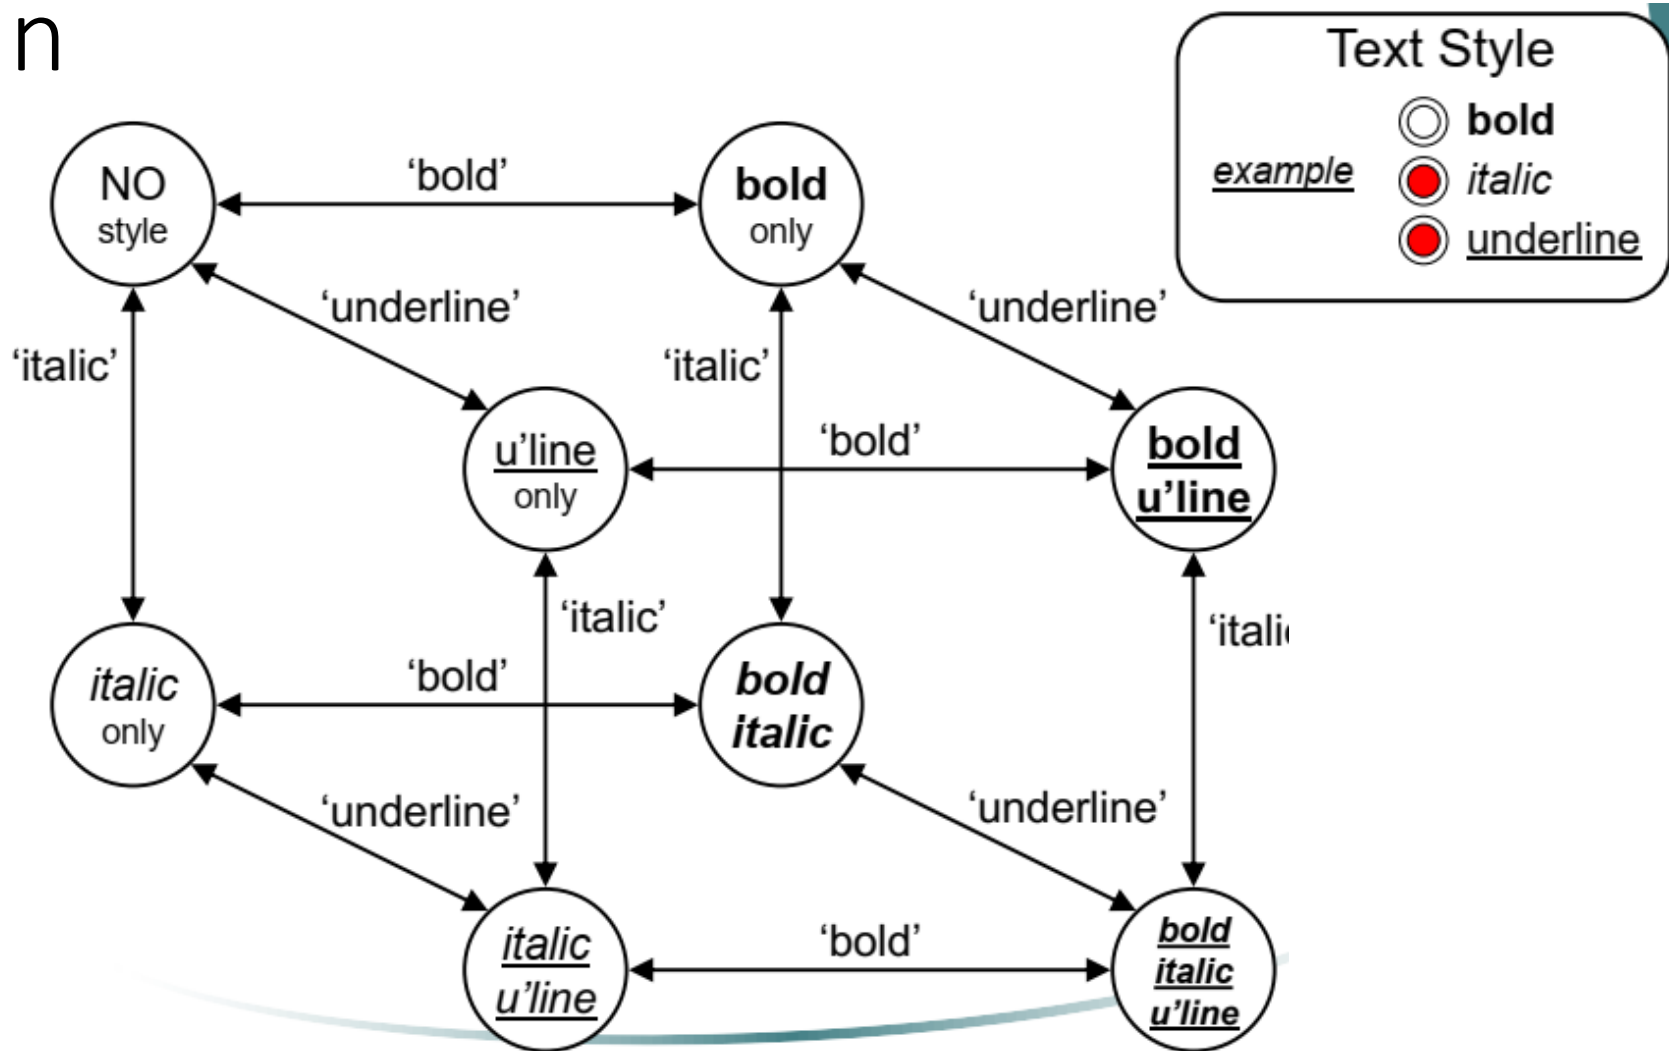 n
Text Style
bold
example
italic
underline
NO
style
'bold'
bold
only
'underline'
'underline'
'italic'
'italic'
u'line
only
'bold'
bold
u'line
'italic'
'itali
italic
only
'bold'
bold
italic
'underline'
'underline'
italic
u'line
'bold'
bold
italic
u'line